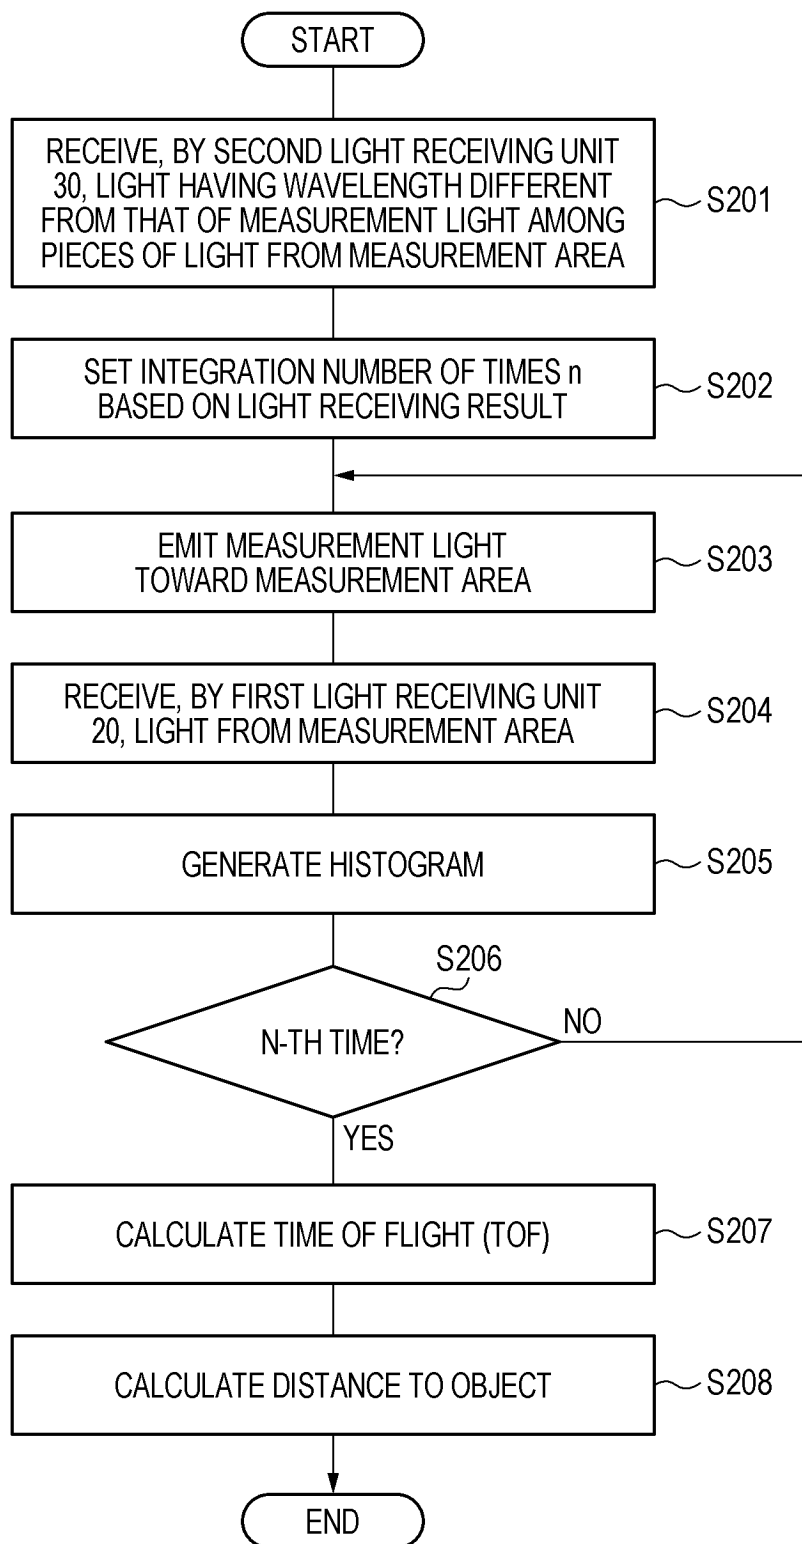 START
RECEIVE, BY SECOND LIGHT RECEIVING UNIT
30, LIGHT HAVING WAVELENGTH DIFFERENT
FROM THAT OF MEASUREMENT LIGHT AMONG
PIECES OF LIGHT FROM MEASUREMENT AREA
S201
SET INTEGRATION NUMBER OF TIMES n
BASED ON LIGHT RECEIVING RESULT
S202
EMIT MEASUREMENT LIGHT
TOWARD MEASUREMENT AREA
S203
RECEIVE, BY FIRST LIGHT RECEIVING UNIT
20, LIGHT FROM MEASUREMENT AREA
S204
GENERATE HISTOGRAM
S205
S206
N-TH TIME?
NO
YES
CALCULATE TIME OF FLIGHT (TOF)
S207
CALCULATE DISTANCE TO OBJECT
S208
END